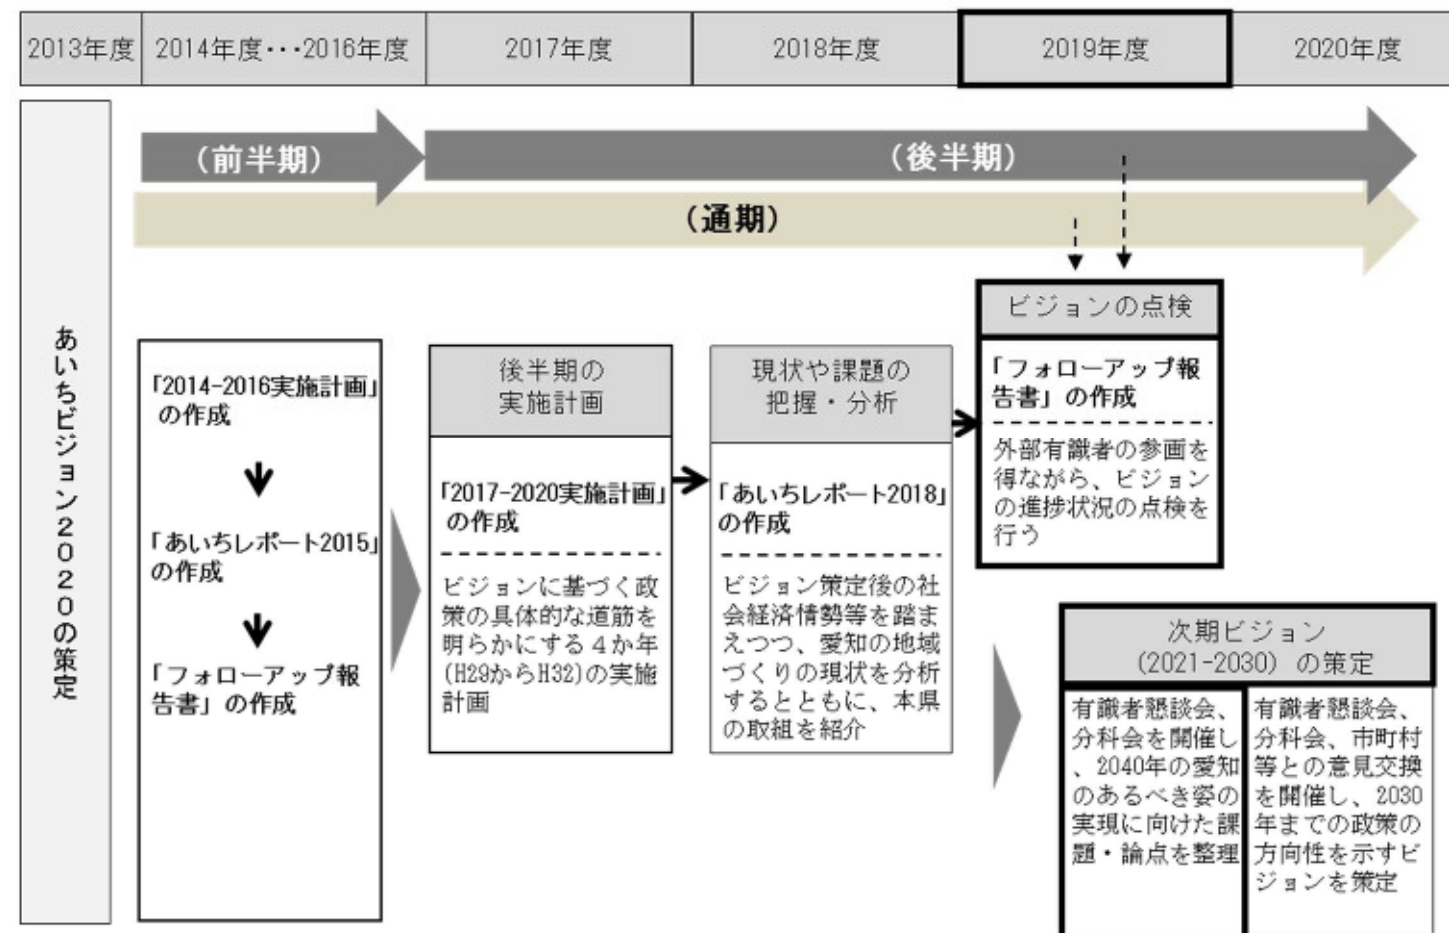 2013年度
2014年度・・・2016年度
2017年度
2018年度
2019年度
2020年度
あいちビジョン2020の策定
(前半期)
(後半期)
(通期)
「2014-2016実施計画」
の作成
「あいちレポート2015」
の作成
「フォローアップ報
告書」の作成
後半期の
実施計画
「2017-2020実施計画」
の作成
ビジョンに基づく政
策の具体的な道筋を
明らかにする４か年
(H29からH32)の実施
計画
現状や課題の
把握・分析
「あいちレポート2018」
の作成
ビジョン策定後の社
会経済情勢等を踏ま
えつつ、愛知の地域
づくりの現状を分析
するとともに、本県
の取組を紹介
ビジョンの点検
「フォローアップ報
告書」の作成
外部有識者の参画を
得ながら、ビジョン
の進捗状況の点検を
行う
次期ビジョン
(2021-2030) の策定
有識者懇談会、
分科会を開催し
、2040年の愛知
のあるべき姿の
実現に向けた課
題・論点を整理
有識者懇談会、
分科会、市町村
等との意見交換
を開催し、2030
年までの政策の
方向性を示すビ
ジョンを策定